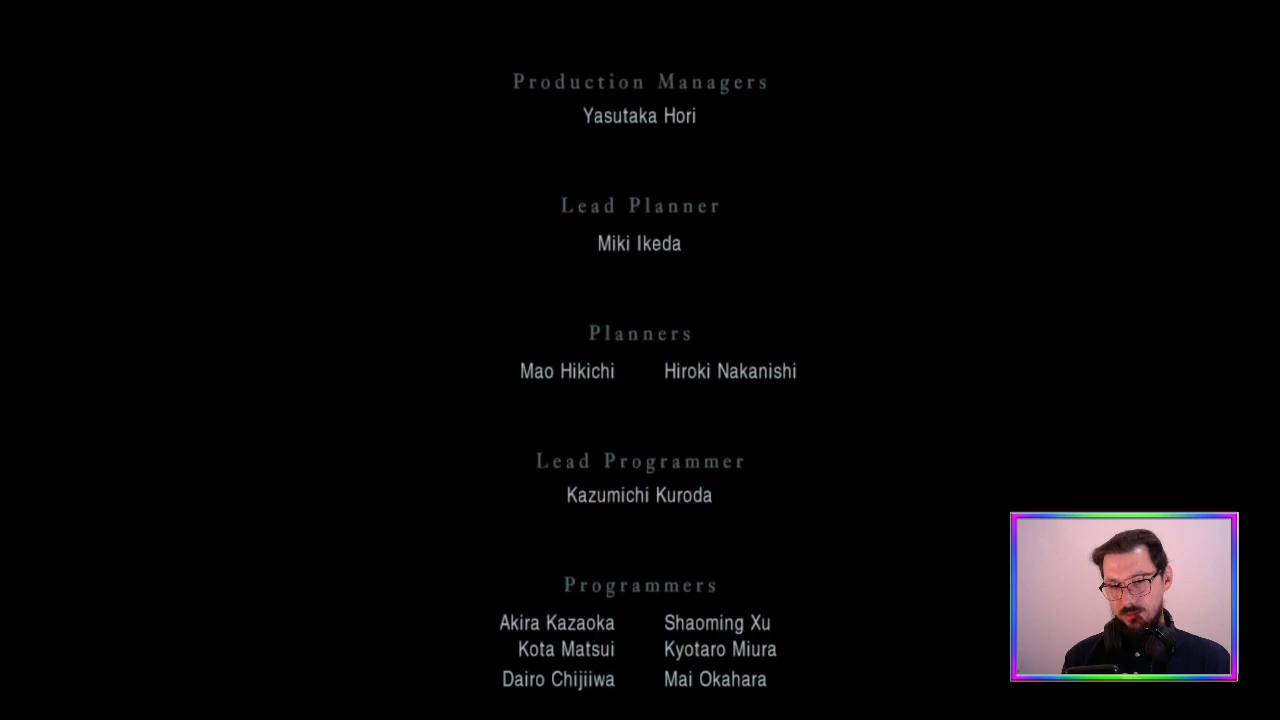 Production Managers
Yasutaka Hori
Lead Planner
Miki Ikeda
Planners
Mao Hikichi Hiroki Nakanishi
Lead Programmer
Kazumichi Kuroda
Programmers
Akira Kazaoka Shaoming Xu
Kota Matsui Kyotaro Miura
Dairo Chijiiwa Mai Okahara